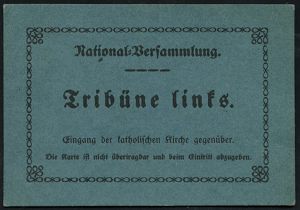 National-Versammlung.
Tribüne links.
Eingang der katholischen Kirche gegenüber.
Die Karte ist nicht übertragbar und beim Eintritt abzugeben.